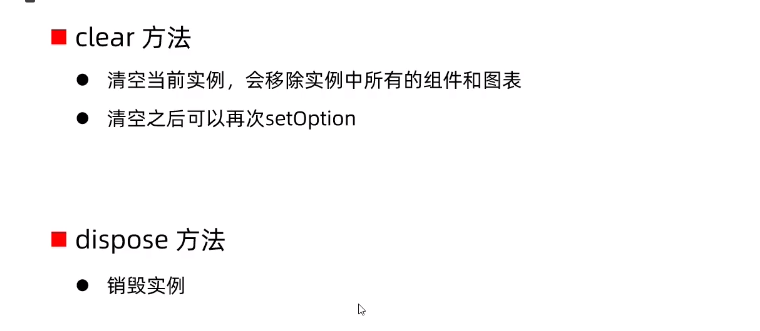 clear 方法
清空当前实例，会移除实例中所有的组件和图表
清空之后可以再次setOption
dispose 方法
销毁实例